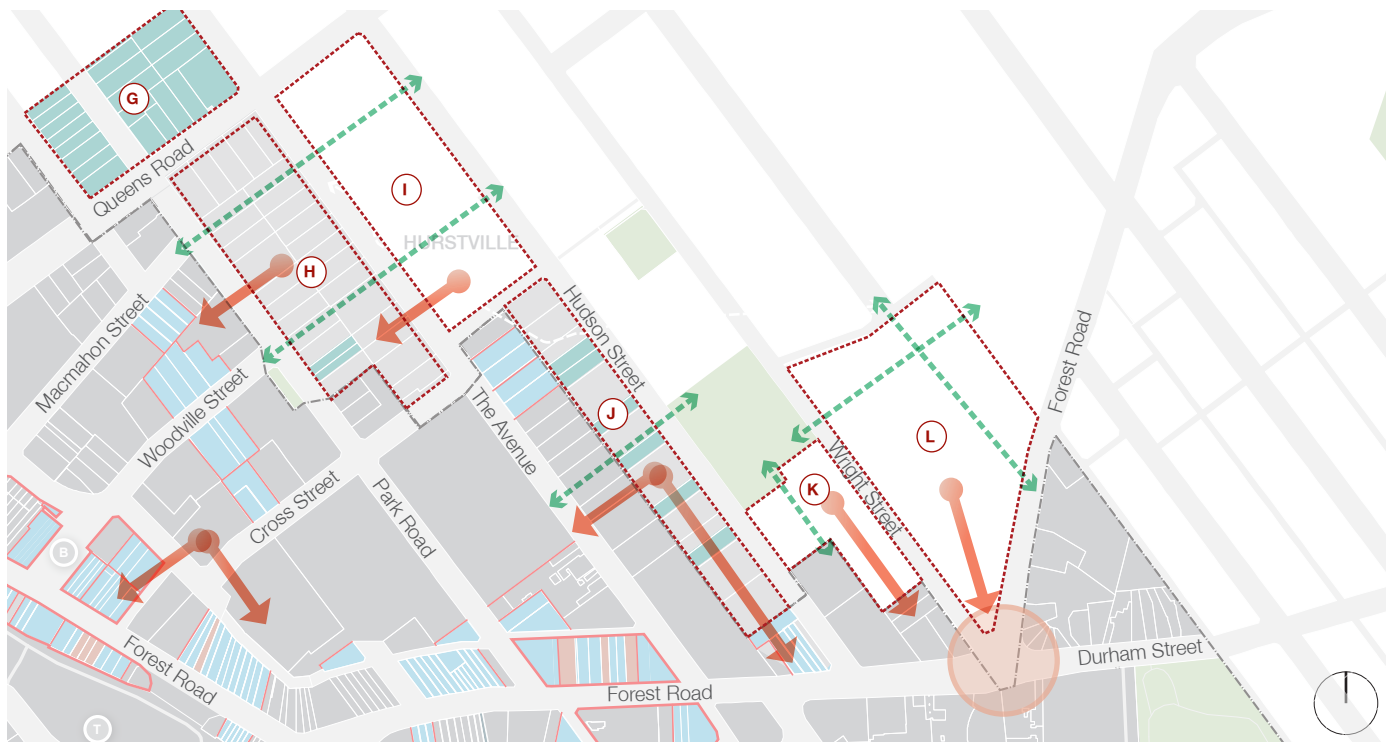 G
Queens Road
I
HURSTVILLE
H
Hudson Street
Macmahon Street
Woodville Street
The Avenue
J
Forest Road
L
Wright Street
K
Cross Street
Park Road
B
Forest Road
Durham Street
Forest Road
T